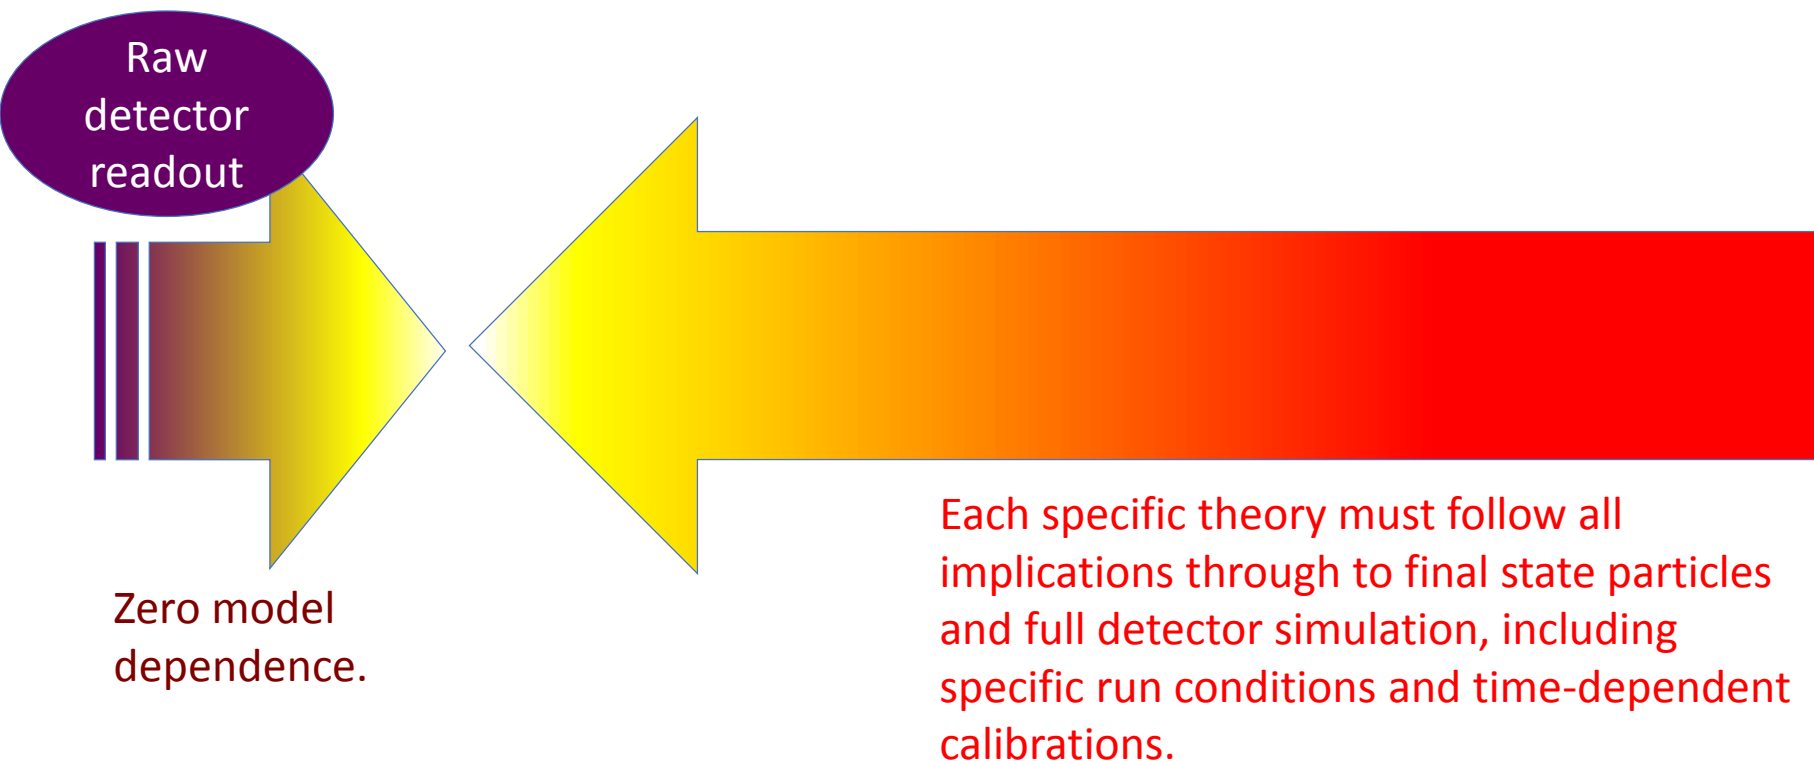 Raw
detector
readout
Zero model
dependence.
Each specific theory must follow all
implications through to final state particles
and full detector simulation, including
specific run conditions and time-dependent
calibrations.